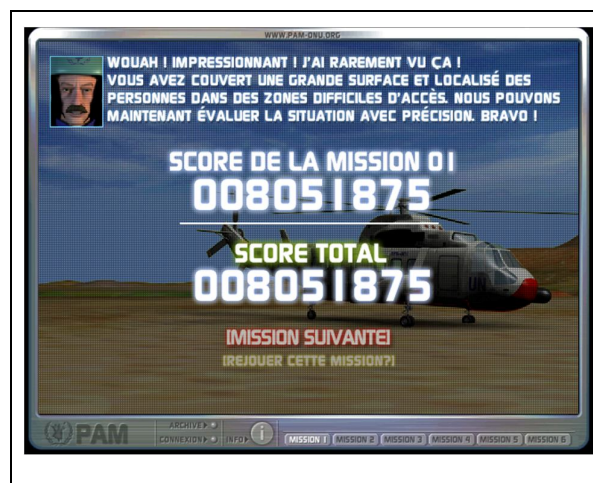 WWW.PAM-ONU.ORG
WOUAH ! IMPRESSIONNANT ! J'AI RAREMENT VU ÇA !
VOUS AVEZ COUVERT UNE GRANDE SURFACE ET LOCALISÉ DES
PERSONNES DANS DES ZONES DIFFICILES D'ACCÈS. NOUS POUVONS
MAINTENANT ÉVALUER LA SITUATION AVEC PRÉCISION. BRAVO !
SCORE DE LA MISSION 01
008051875
SCORE TOTAL
008051875
UN
[MISSION SUIVANTE]
[REJOUER CETTE MISSION?]
PAM
ARCHIVE
CONNEXION
INFO
i
MISSION 1 MISSION 2 MISSION 3 MISSION 4 MISSION 5 MISSION 6